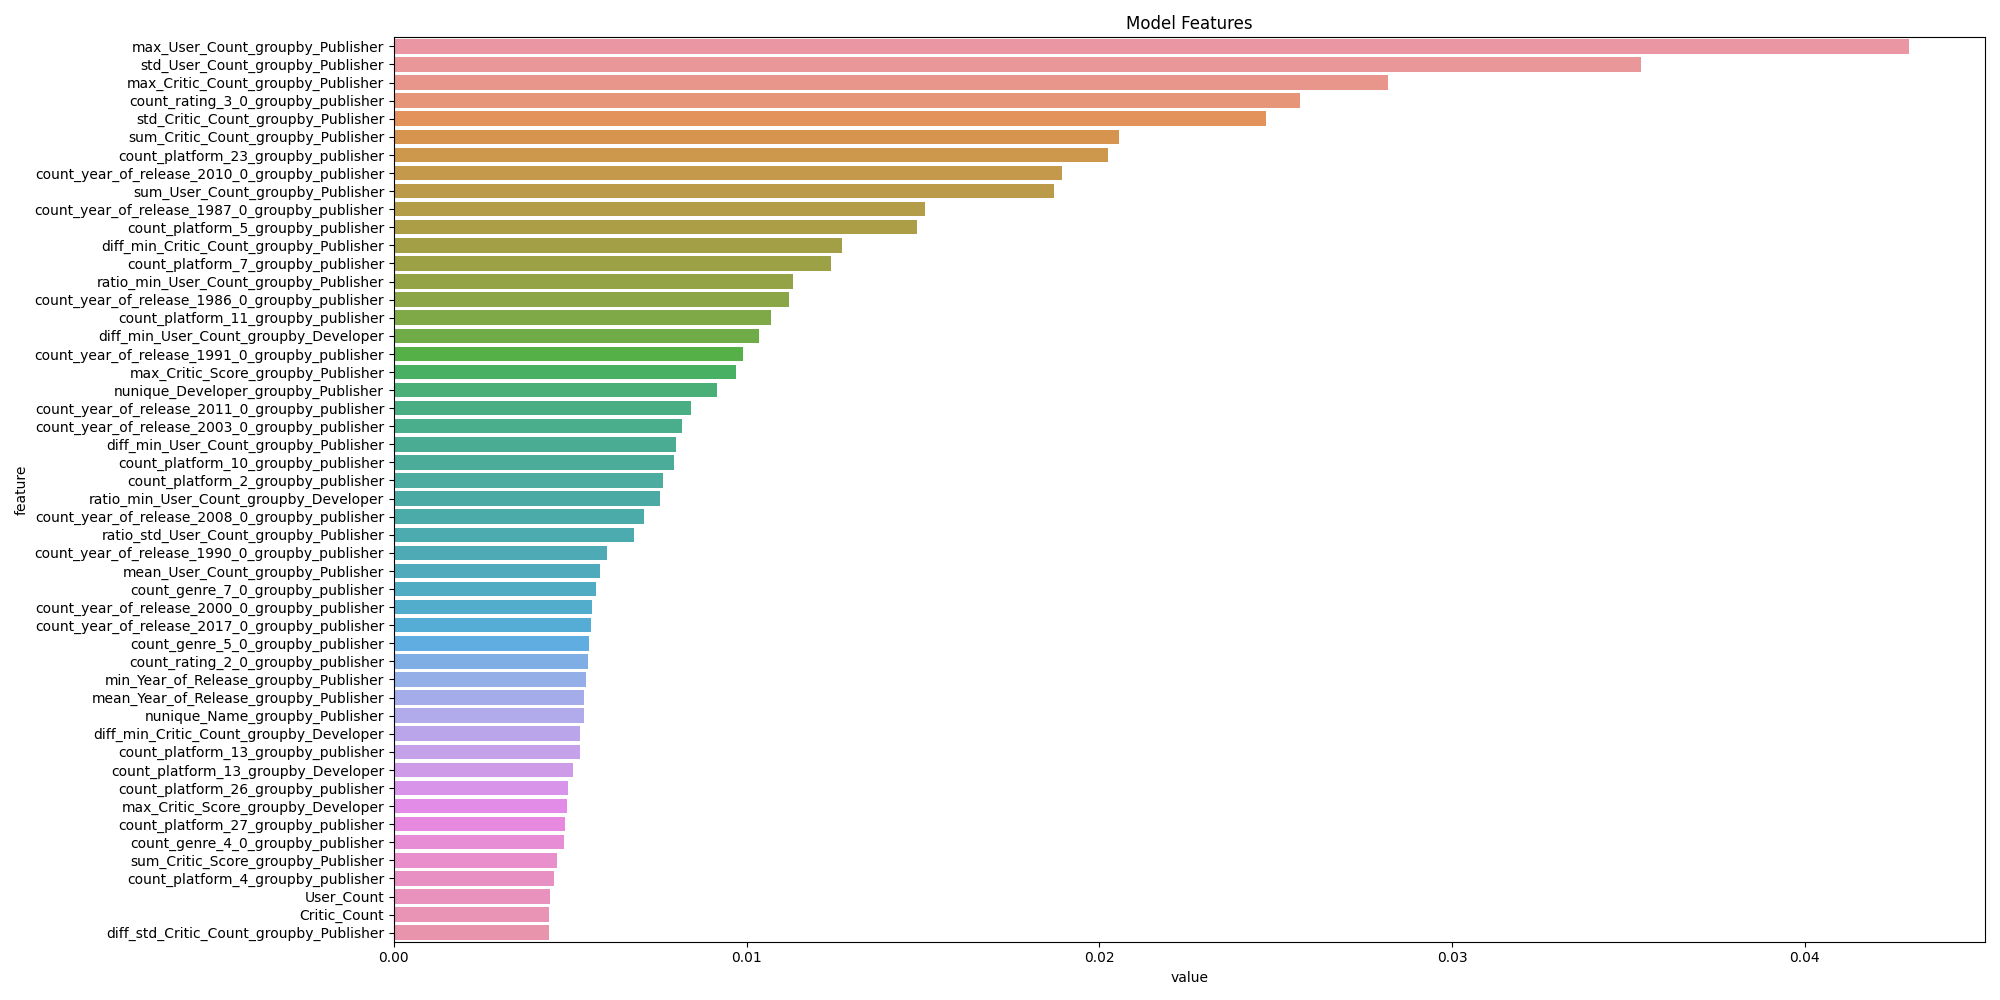 Model Features
feature
max_User_Count_groupby_Publisher
std_User_Count_groupby_Publisher
max_Critic_Count_groupby_Publisher
count_rating_3_0_groupby_publisher
std_Critic_Count_groupby_Publisher
sum_Critic_Count_groupby_Publisher
count_platform_23_groupby_publisher
count_year_of_release_2010_0_groupby_publisher
sum_User_Count_groupby_Publisher
count_year_of_release_1987_0_groupby_publisher
count_platform_5_groupby_publisher
diff_min_Critic_Count_groupby_Publisher
count_platform_7_groupby_publisher
ratio_min_User_Count_groupby_Publisher
count_year_of_release_1986_0_groupby_publisher
count_platform_11_groupby_publisher
diff_min_User_Count_groupby_Developer
count_year_of_release_1991_0_groupby_publisher
max_Critic_Score_groupby_Publisher
nunique_Developer_groupby_Publisher
count_year_of_release_2011_0_groupby_publisher
count_year_of_release_2003_0_groupby_publisher
diff_min_User_Count_groupby_Publisher
count_platform_10_groupby_publisher
count_platform_2_groupby_publisher
ratio_min_User_Count_groupby_Developer
count_year_of_release_2008_0_groupby_publisher
ratio_std_User_Count_groupby_Publisher
count_year_of_release_1990_0_groupby_publisher
mean_User_Count_groupby_Publisher
count_genre_7_0_groupby_publisher
count_year_of_release_2000_0_groupby_publisher
count_year_of_release_2017_0_groupby_publisher
count_genre_5_0_groupby_publisher
count_rating_2_0_groupby_publisher
min_Year_of_Release_groupby_Publisher
mean_Year_of_Release_groupby_Publisher
nunique_Name_groupby_Publisher
diff_min_Critic_Count_groupby_Developer
count_platform_13_groupby_publisher
count_platform_13_groupby_Developer
count_platform_26_groupby_publisher
max_Critic_Score_groupby_Developer
count_platform_27_groupby_publisher
count_genre_4_0_groupby_publisher
sum_Critic_Score_groupby_Publisher
count_platform_4_groupby_publisher
User_Count
Critic_Count
diff_std_Critic_Count_groupby_Publisher
0.00 0.01 0.02 0.03 0.04
value